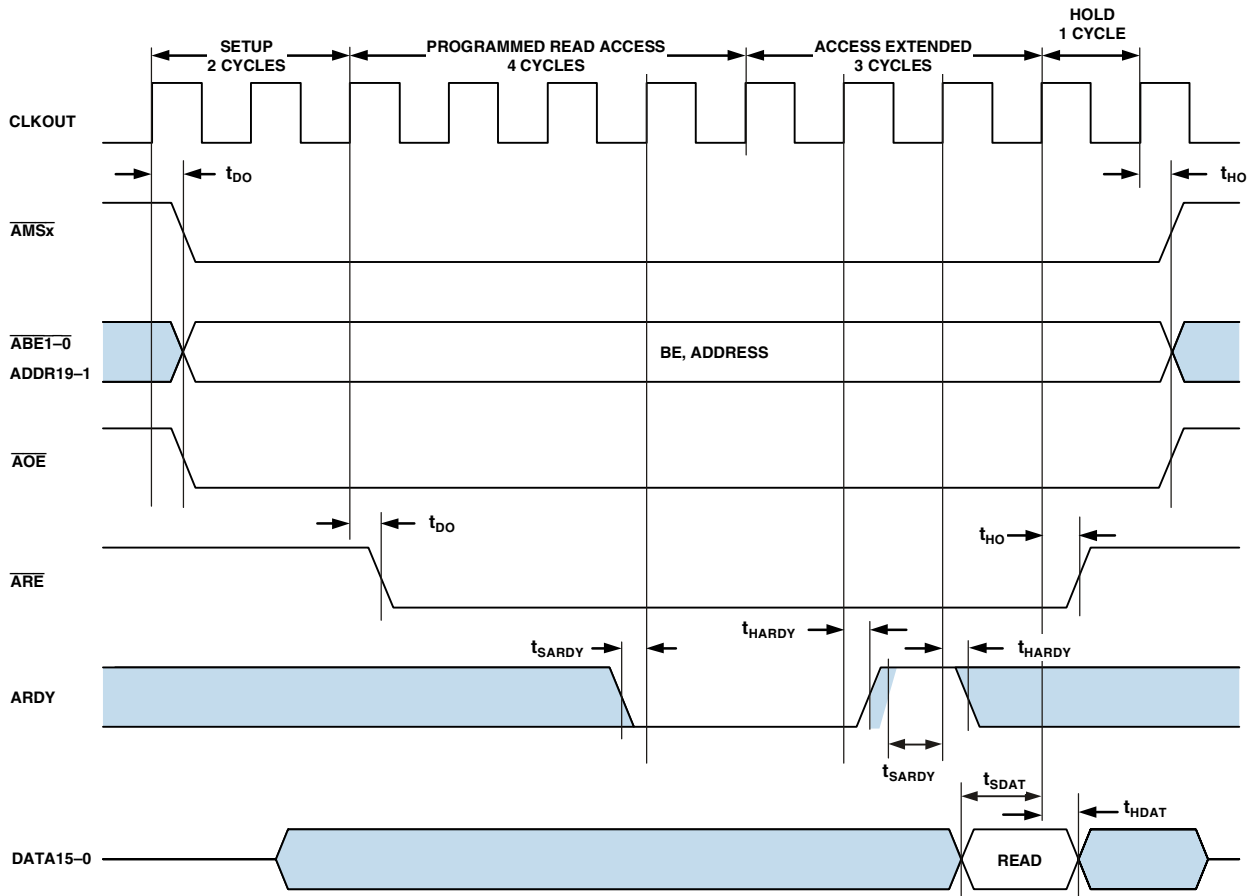 HOLD
1 CYCLE
SETUP
2 CYCLES
PROGRAMMED READ ACCESS
4 CYCLES
ACCESS EXTENDED
3 CYCLES
CLKOUT
tDO
tHO
AMSx
ABE1–0
BE, ADDRESS
ADDR19–1
AOE
tDO
tHO
ARE
tSARDY
tHARDY
tHARDY
ARDY
tSARDY
tSDAT
tHDAT
DATA15–0
READ